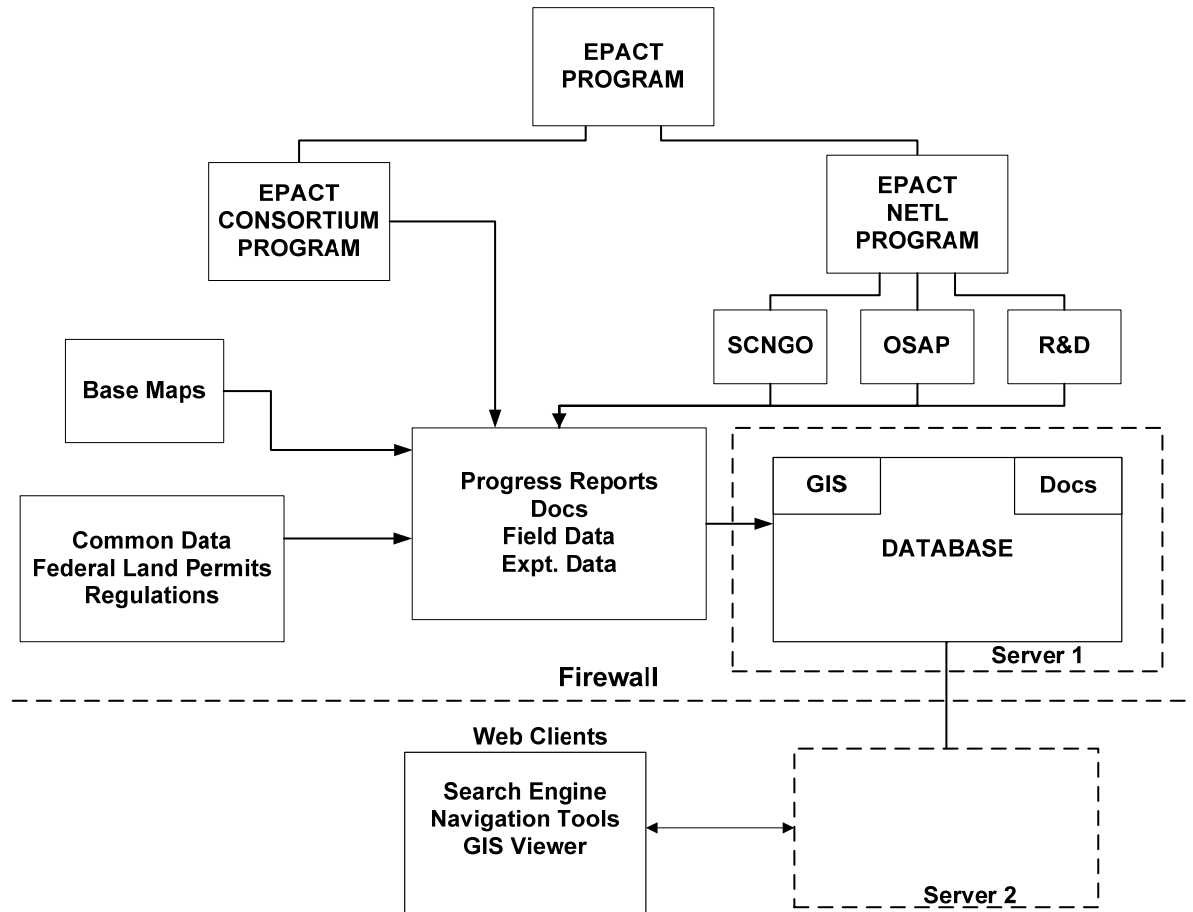 EPACT
PROGRAM
EPACT
CONSORTIUM
PROGRAM
EPACT
NETL
PROGRAM
SCNGO
OSAP
R&D
Base Maps
Common Data
Federal Land Permits
Regulations
Progress Reports
Docs
Field Data
Expt. Data
GIS
Docs
DATABASE
Server 1
Firewall
Web Clients
Search Engine
Navigation Tools
GIS Viewer
Server 2